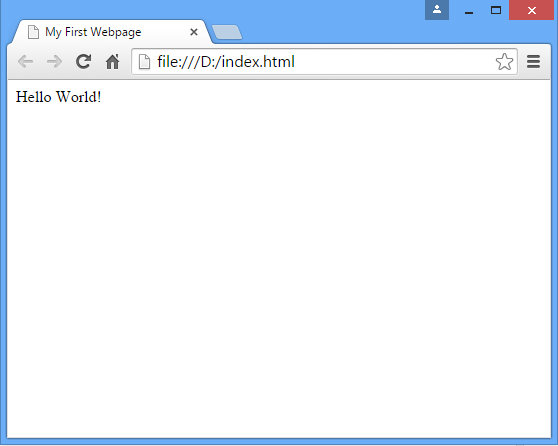 My First Webpage
file:///D:/index.html
Hello World!